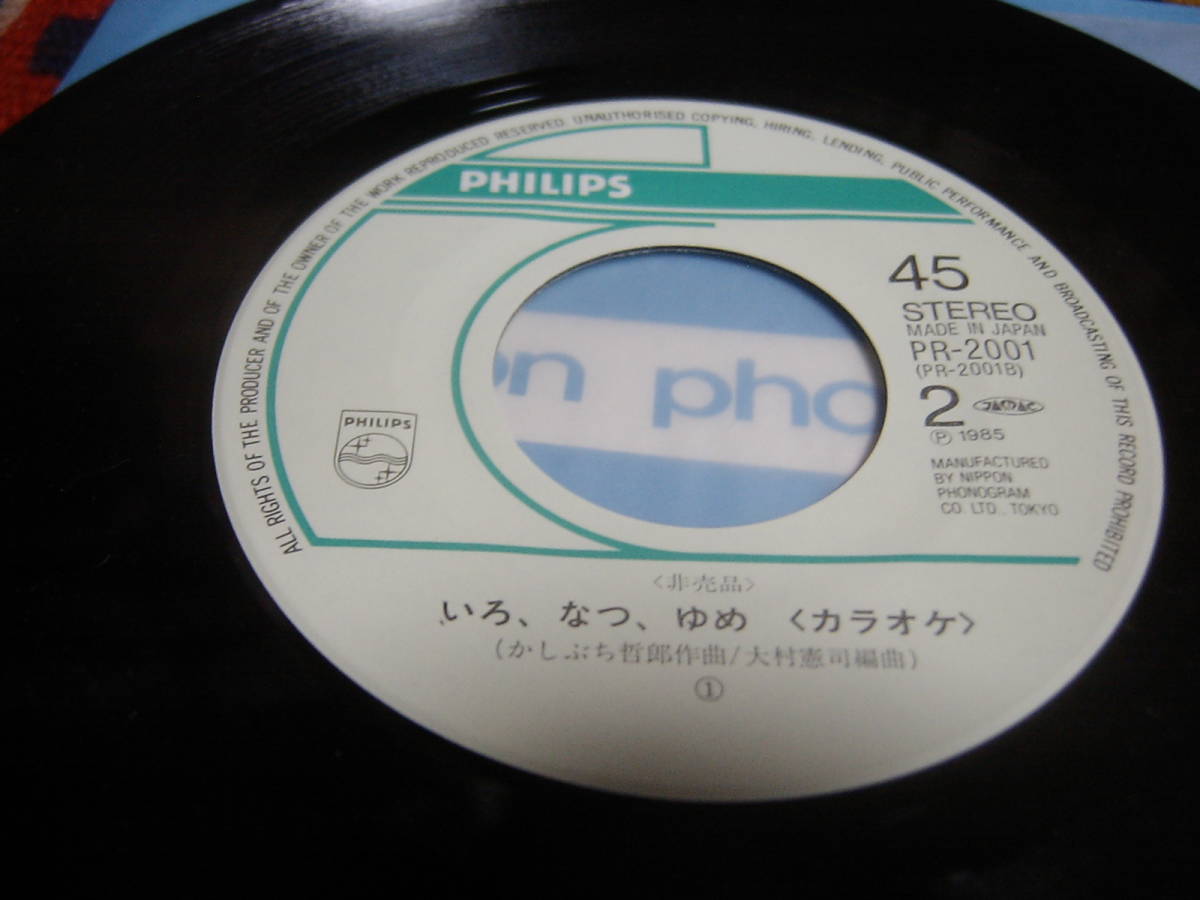 ALL RIGHTS OF THE PRODUCER AND OF THE OWNER OF THE WORK REPRODUCED RESERVED. UNAUTHORISED COPYING, HIRING, LENDING, PUBLIC PERFORMANCE AND BROADCASTING OF THIS RECORD PROHIBITED
PHILIPS
45
STEREO
MADE IN JAPAN
PR-2001
(PR-2001B)
2 JASRAC
Ⓟ 1985
MANUFACTURED
BY NIPPON
PHONOGRAM
CO. LTD., TOKYO
PHILIPS
on pho
〈非売品〉
いろ、なつ、ゆめ 〈カラオケ〉
(かしぶち哲郎作曲/大村憲司編曲)
①